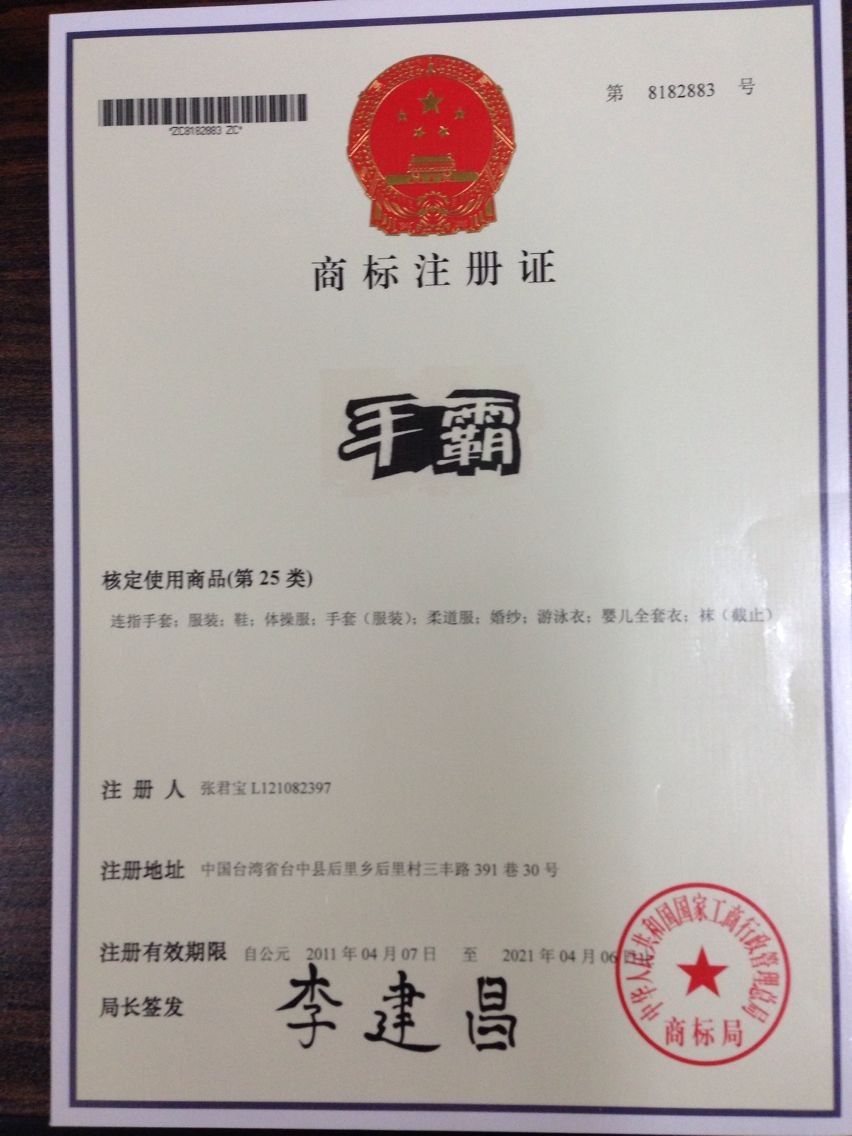 第 8182883 号
*ZC8182883 ZC*
商标注册证
手霸
核定使用商品(第 25 类)
连指手套；服装；鞋；体操服；手套（服装）；柔道服；婚纱；游泳衣；婴儿全套衣；袜（截止）
注 册 人 张君宝 L121082397
注册地址 中国台湾省台中县后里乡后里村三丰路 391 巷 30 号
注册有效期限 自公元 2011 年 04 月 07 日 至 2021 年 04 月 06 日止
局长签发 李建昌
中华人民共和国国家工商行政管理总局
商标局